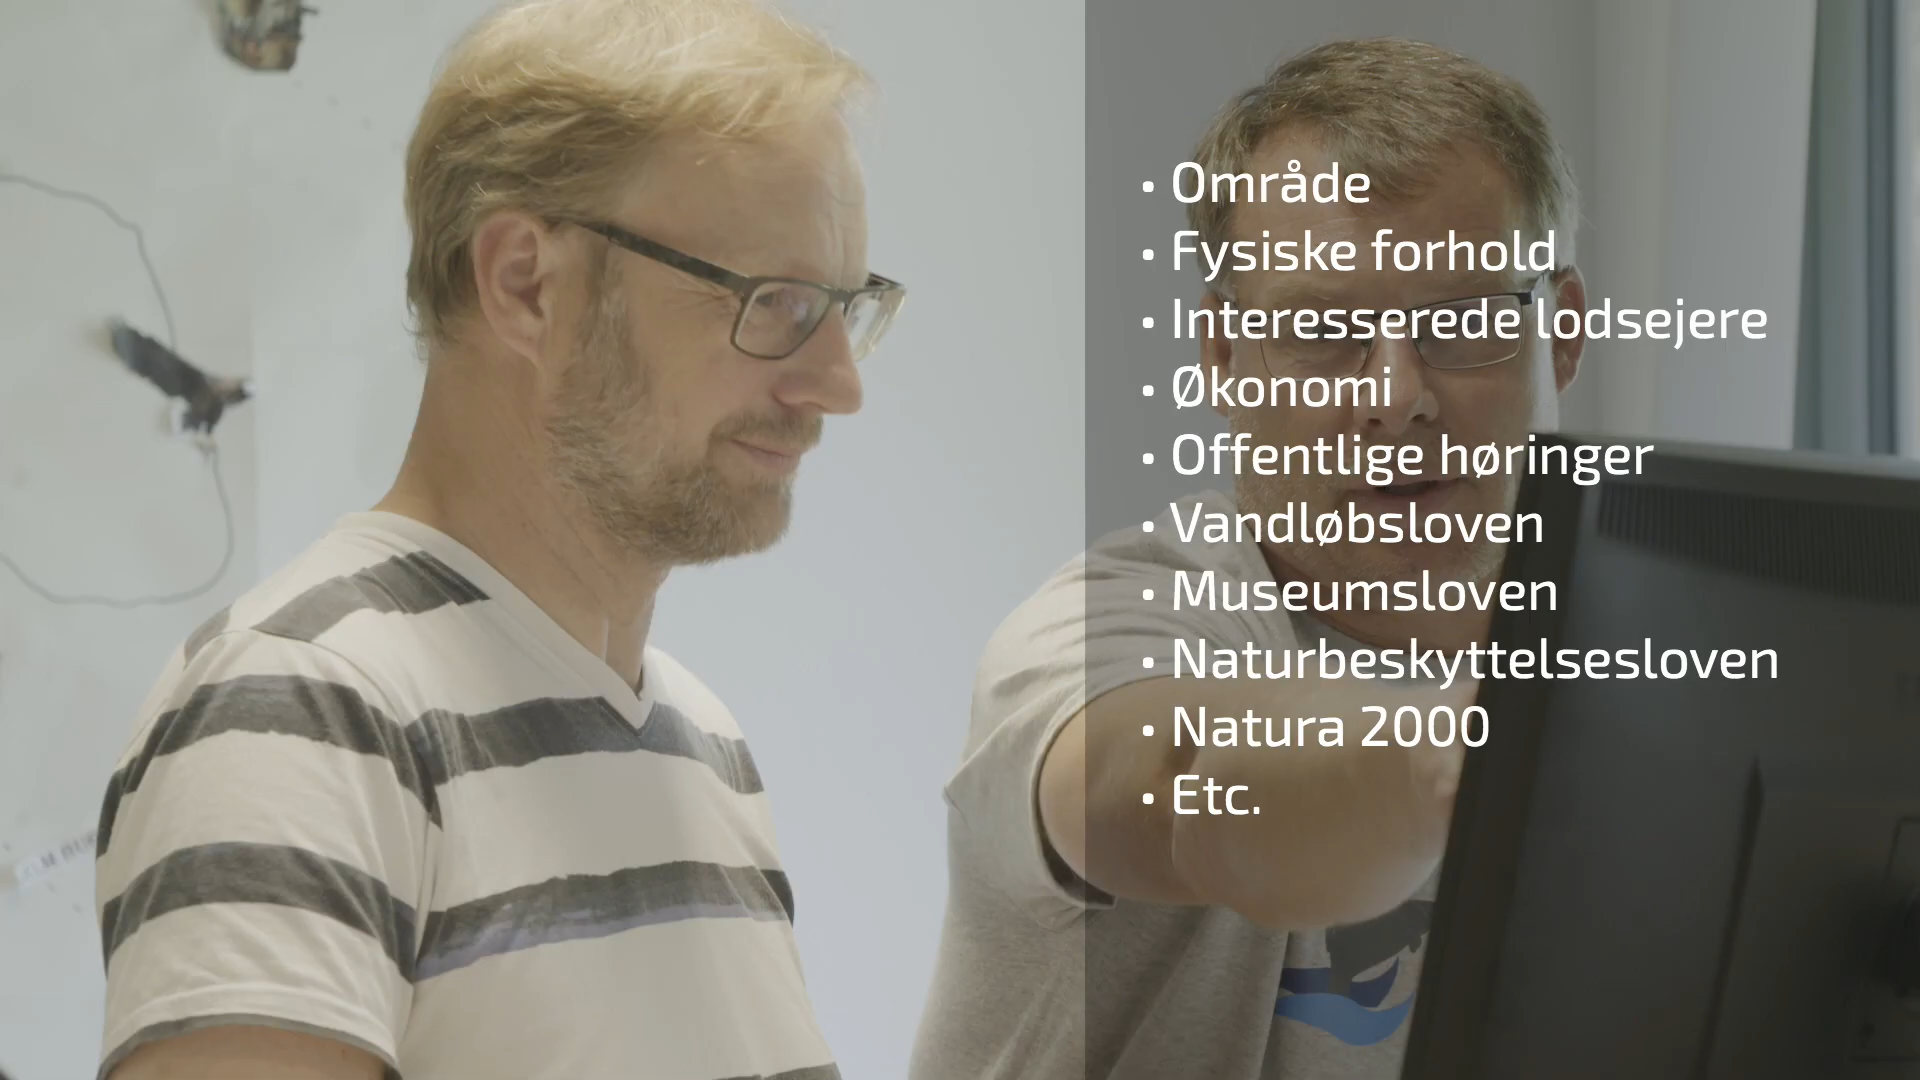 • Område
• Fysiske forhold
• Interesserede lodsejere
• Økonomi
• Offentlige høringer
• Vandløbsloven
• Museumsloven
• Naturbeskyttelsesloven
• Natura 2000
• Etc.